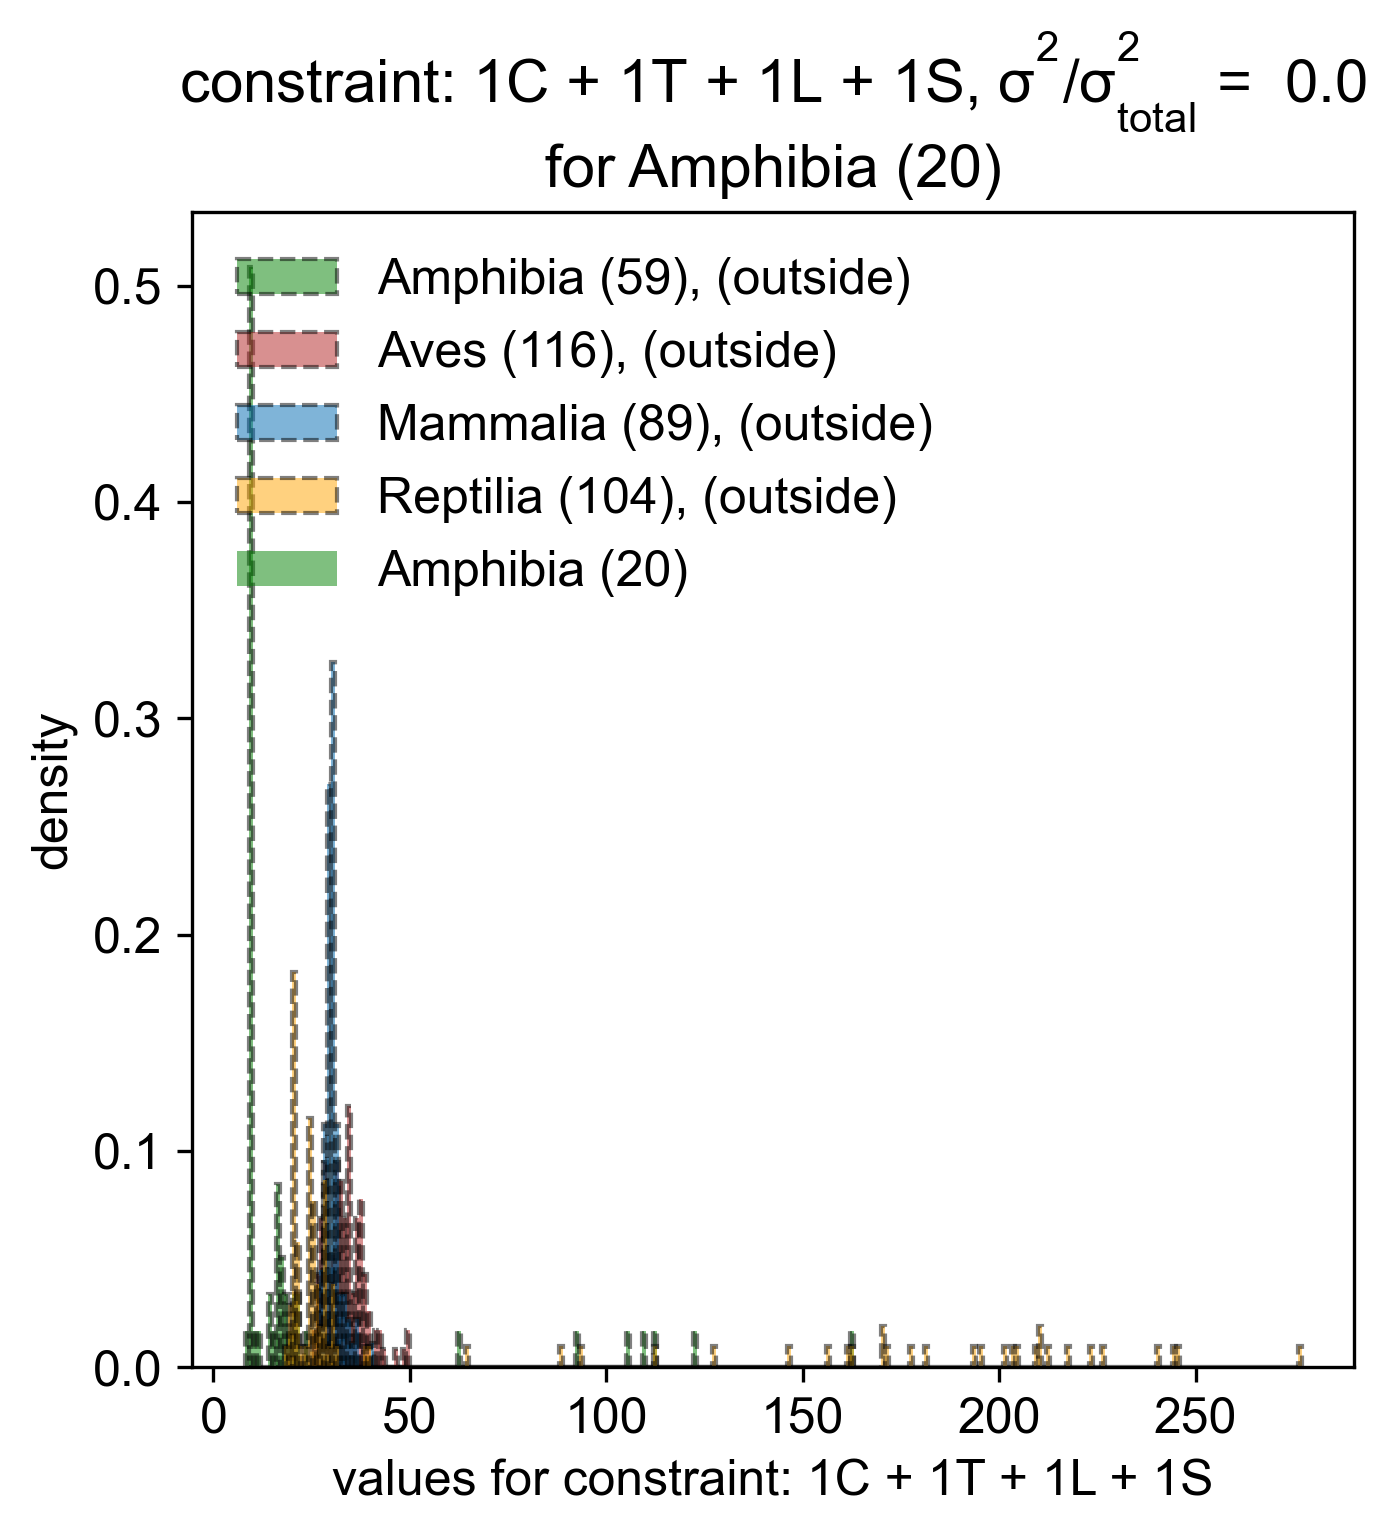 constraint: 1C + 1T + 1L + 1S, σ²/σ²total = 0.0
for Amphibia (20)
Amphibia (59), (outside)
Aves (116), (outside)
Mammalia (89), (outside)
Reptilia (104), (outside)
Amphibia (20)
density
0.5
0.4
0.3
0.2
0.1
0.0
0 50 100 150 200 250
values for constraint: 1C + 1T + 1L + 1S